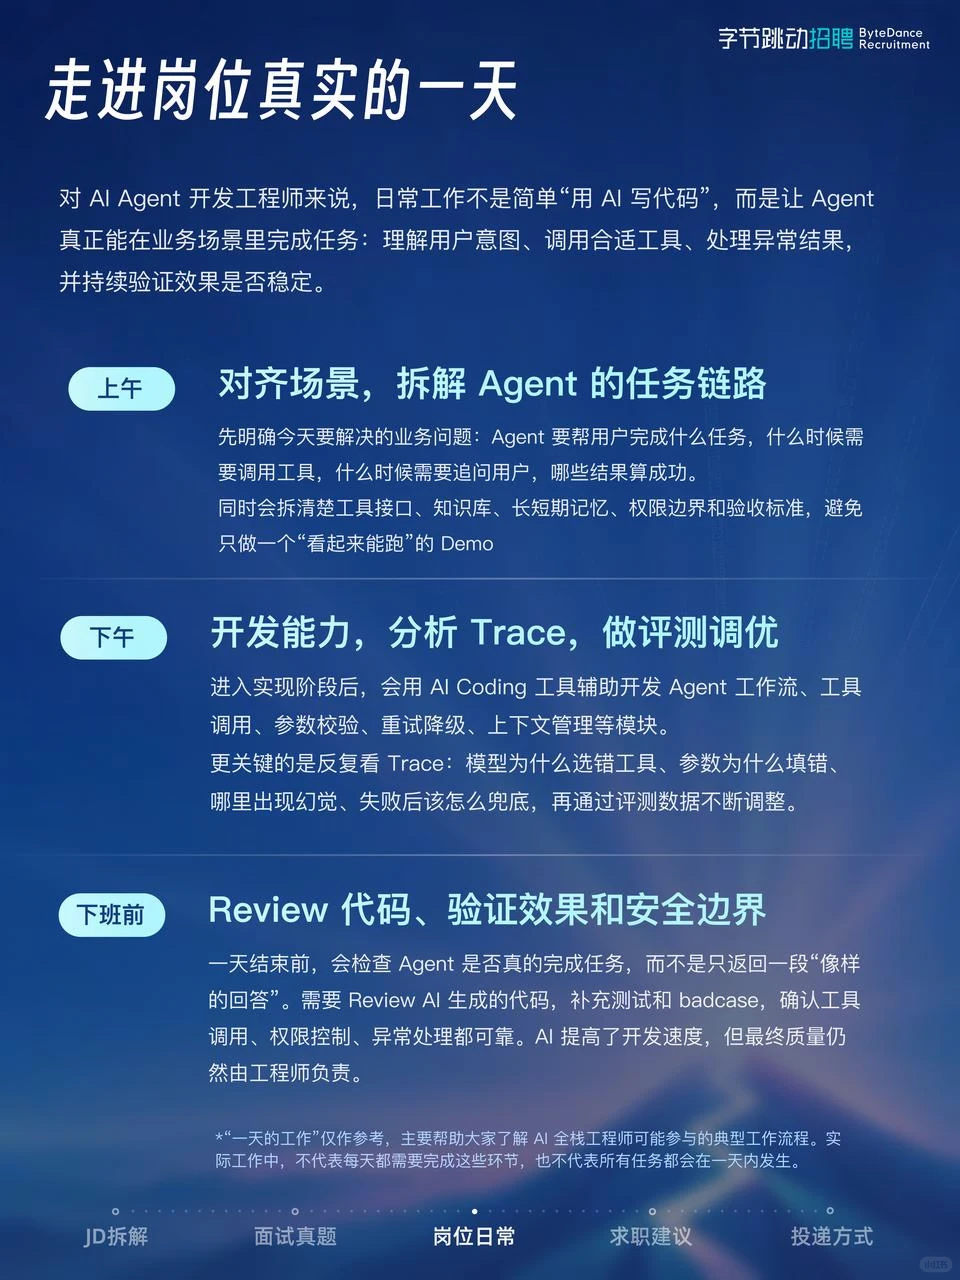 字节跳动招聘 ByteDance Recruitment
走进岗位真实的一天
对 AI Agent 开发工程师来说，日常工作不是简单“用 AI 写代码”，而是让 Agent
真正能在业务场景里完成任务：理解用户意图、调用合适工具、处理异常结果，
并持续验证效果是否稳定。
上午
对齐场景，拆解 Agent 的任务链路
先明确今天要解决的业务问题：Agent 要帮用户完成什么任务，什么时候需
要调用工具，什么时候需要追问用户，哪些结果算成功。
同时会拆清楚工具接口、知识库、长短期记忆、权限边界和验收标准，避免
只做一个“看起来能跑”的 Demo
下午
开发能力，分析 Trace，做评测调优
进入实现阶段后，会用 AI Coding 工具辅助开发 Agent 工作流、工具
调用、参数校验、重试降级、上下文管理等模块。
更关键的是反复看 Trace：模型为什么选错工具、参数为什么填错、
哪里出现幻觉、失败后该怎么兜底，再通过评测数据不断调整。
下班前
Review 代码、验证效果和安全边界
一天结束前，会检查 Agent 是否真的完成任务，而不是只返回一段“像样
的回答”。需要 Review AI 生成的代码，补充测试和 badcase，确认工具
调用、权限控制、异常处理都可靠。AI 提高了开发速度，但最终质量仍
然由工程师负责。
*“一天的工作”仅作参考，主要帮助大家了解 AI 全栈工程师可能参与的典型工作流程。实
际工作中，不代表每天都需要完成这些环节，也不代表所有任务都会在一天内发生。
JD拆解
面试真题
岗位日常
求职建议
投递方式
小红书